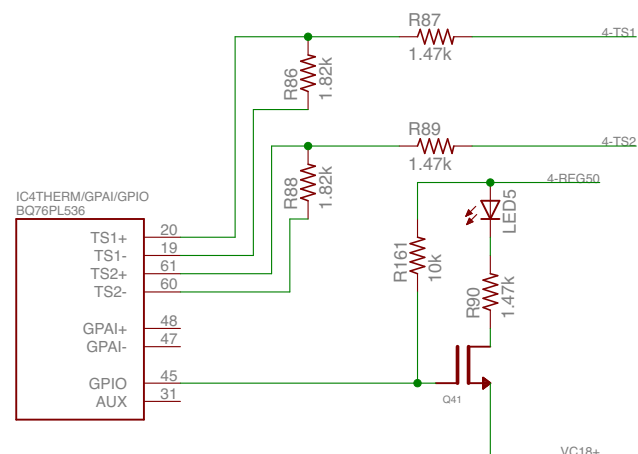 R87
4-TS1
1.47k
R86
1.82k
R89
4-TS2
1.47k
R88
1.82k
4-REG50
LED5
IC4THERM/GPAI/GPIO
BQ76PL536
TS1+ 20
TS1- 19
TS2+ 61
TS2- 60
R161
10k
R90
1.47k
GPAI+ 48
GPAI- 47
GPIO 45
AUX 31
Q41
VC18+